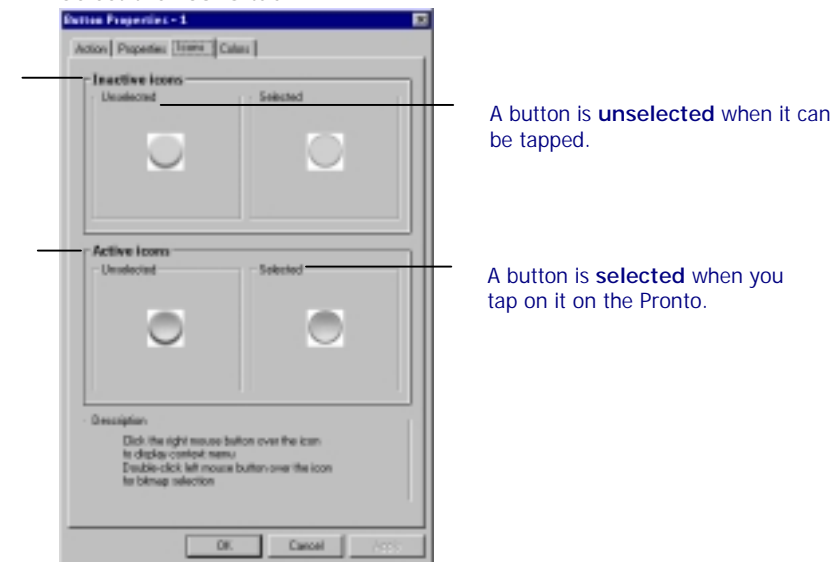 Button Properties - 1
Action Properties Icons Colors
Inactive icons
Unselected Selected
A button is unselected when it can
be tapped.
Active icons
Unselected Selected
A button is selected when you
tap on it on the Pronto.
Description
Click the right mouse button over the icon
to display context menu
Double-click left mouse button over the icon
for bitmap selection
OK Cancel Apply